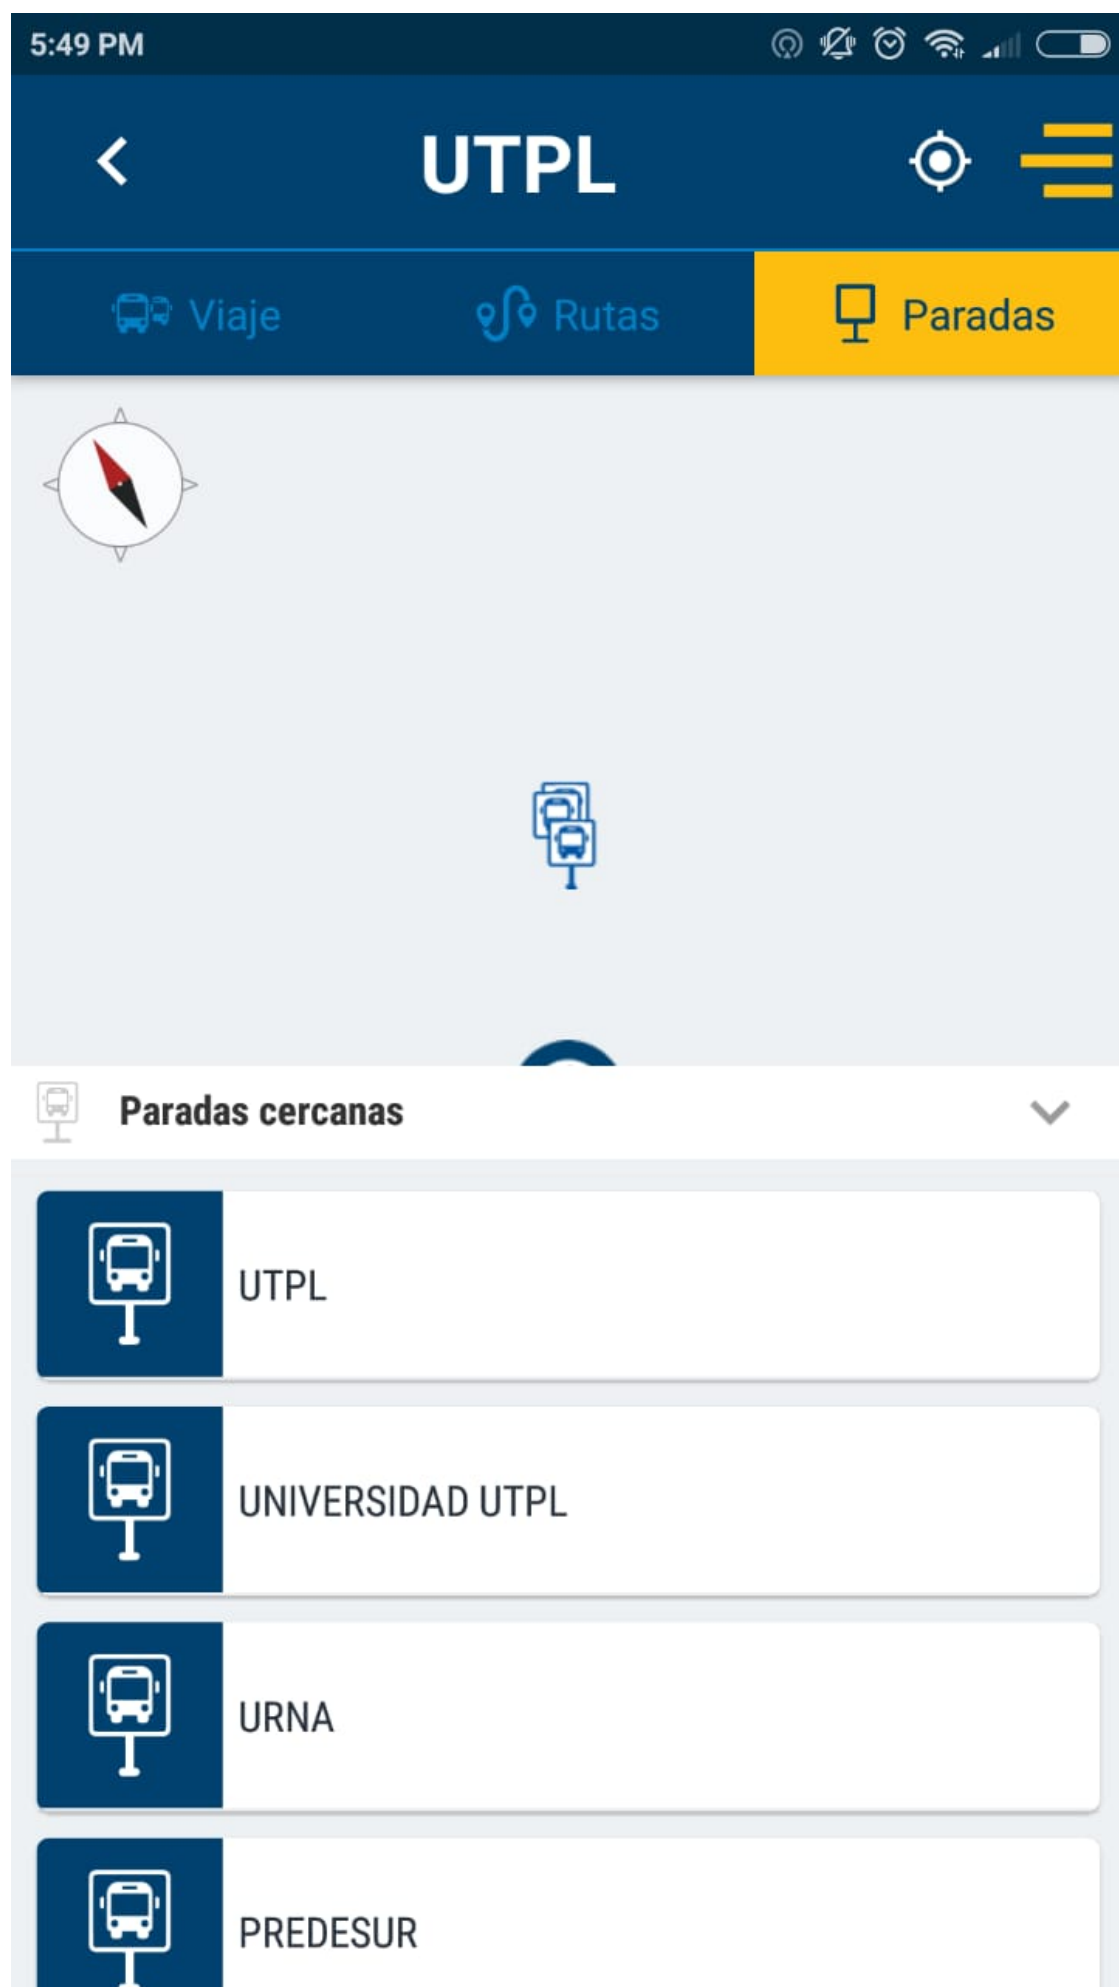 5:49 PM
UTPL
Viaje
Rutas
Paradas
Paradas cercanas
UTPL
UNIVERSIDAD UTPL
URNA
PREDESUR